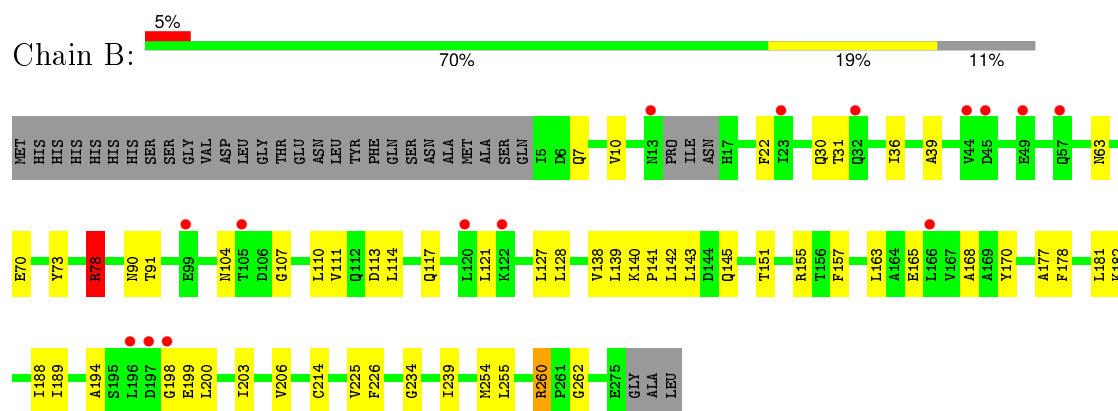 5%
Chain B:
70% 19% 11%
MET HIS HIS HIS HIS HIS HIS SER SER GLY VAL ASP LEU GLY THR GLU ASN LEU TYR PHE GLN SER ASN ALA MET ALA SER GLN I5 D6 Q7 V10 N13 PRO ILE ASN H17 F22 I23 Q30 T31 Q32 I36 A39 V44 D45 E49 Q57 N63
E70 Y73 R78 N90 T91 E99 N104 T105 D106 G107 L110 V111 Q112 D113 L114 Q117 L120 L121 K122 L127 L128 V138 L139 K140 P141 L142 L143 D144 Q145 T151 R155 T156 F157 L163 A164 E165 L166 V167 A168 A169 Y170 A177 F178 L181 K182
I188 I189 A194 S195 L196 D197 G198 E199 L200 I203 V206 C214 V225 F226 G234 I239 M254 L255 R260 P261 G262 E275 GLY ALA LEU